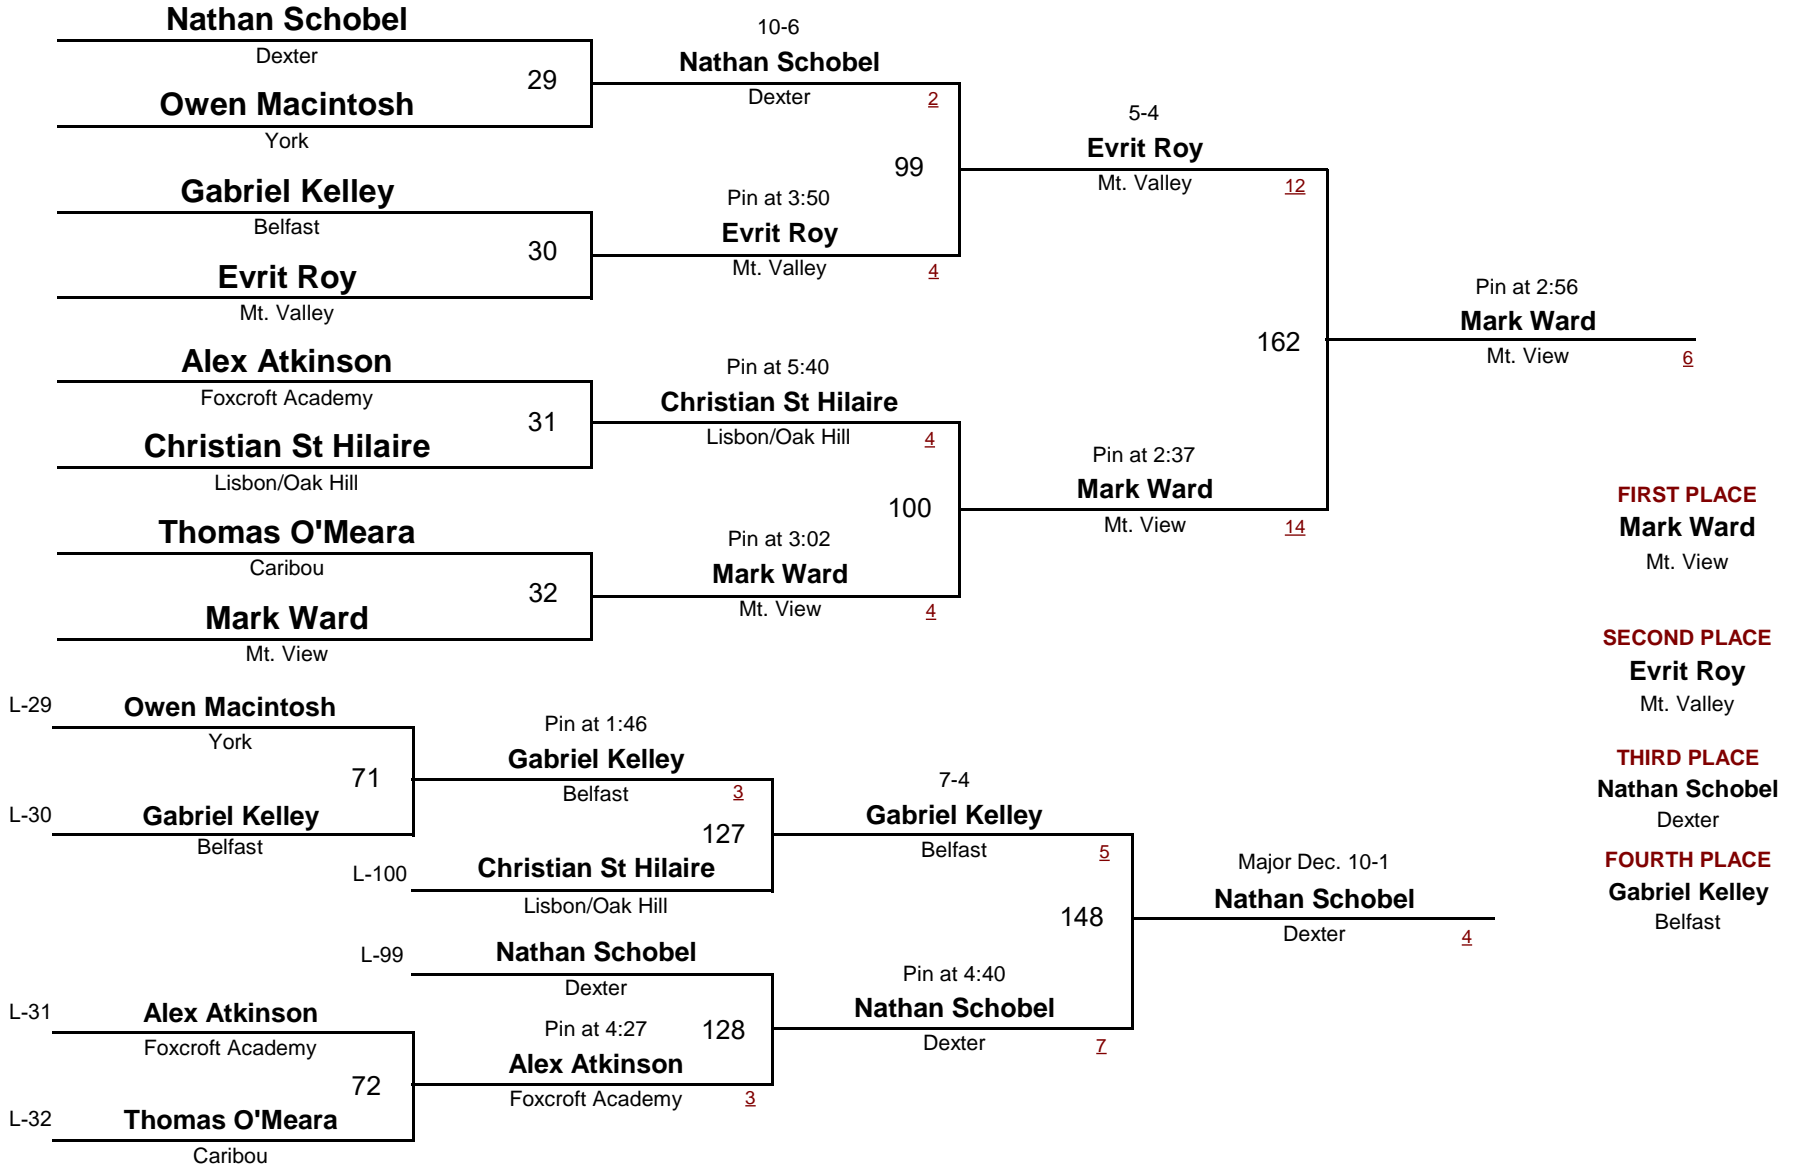 Nathan Schobel
Dexter
29
Owen Macintosh
York
10-6
Nathan Schobel
Dexter
2
Gabriel Kelley
Belfast
30
Evrit Roy
Mt. Valley
Pin at 3:50
Evrit Roy
Mt. Valley
4
99
5-4
Evrit Roy
Mt. Valley
12
Alex Atkinson
Foxcroft Academy
31
Christian St Hilaire
Lisbon/Oak Hill
Pin at 5:40
Christian St Hilaire
Lisbon/Oak Hill
4
Thomas O'Meara
Caribou
32
Mark Ward
Mt. View
Pin at 3:02
Mark Ward
Mt. View
4
100
Pin at 2:37
Mark Ward
Mt. View
14
162
Pin at 2:56
Mark Ward
Mt. View
6
FIRST PLACE
Mark Ward
Mt. View
SECOND PLACE
Evrit Roy
Mt. Valley
THIRD PLACE
Nathan Schobel
Dexter
FOURTH PLACE
Gabriel Kelley
Belfast
L-29
Owen Macintosh
York
71
L-30
Gabriel Kelley
Belfast
Pin at 1:46
Gabriel Kelley
Belfast
3
127
L-100
Christian St Hilaire
Lisbon/Oak Hill
7-4
Gabriel Kelley
Belfast
5
L-99
Nathan Schobel
Dexter
128
L-31
Alex Atkinson
Foxcroft Academy
72
L-32
Thomas O'Meara
Caribou
Pin at 4:27
Alex Atkinson
Foxcroft Academy
3
Pin at 4:40
Nathan Schobel
Dexter
7
148
Major Dec. 10-1
Nathan Schobel
Dexter
4